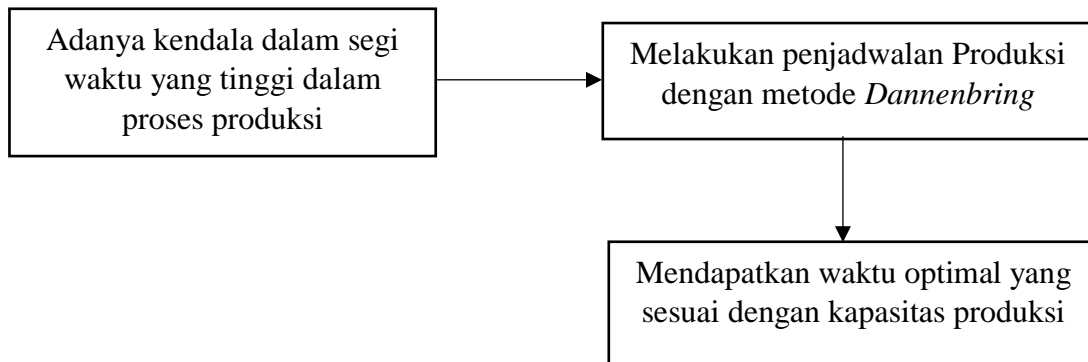 Adanya kendala dalam segi
waktu yang tinggi dalam
proses produksi
Melakukan penjadwalan Produksi
dengan metode Dannenbring
Mendapatkan waktu optimal yang
sesuai dengan kapasitas produksi